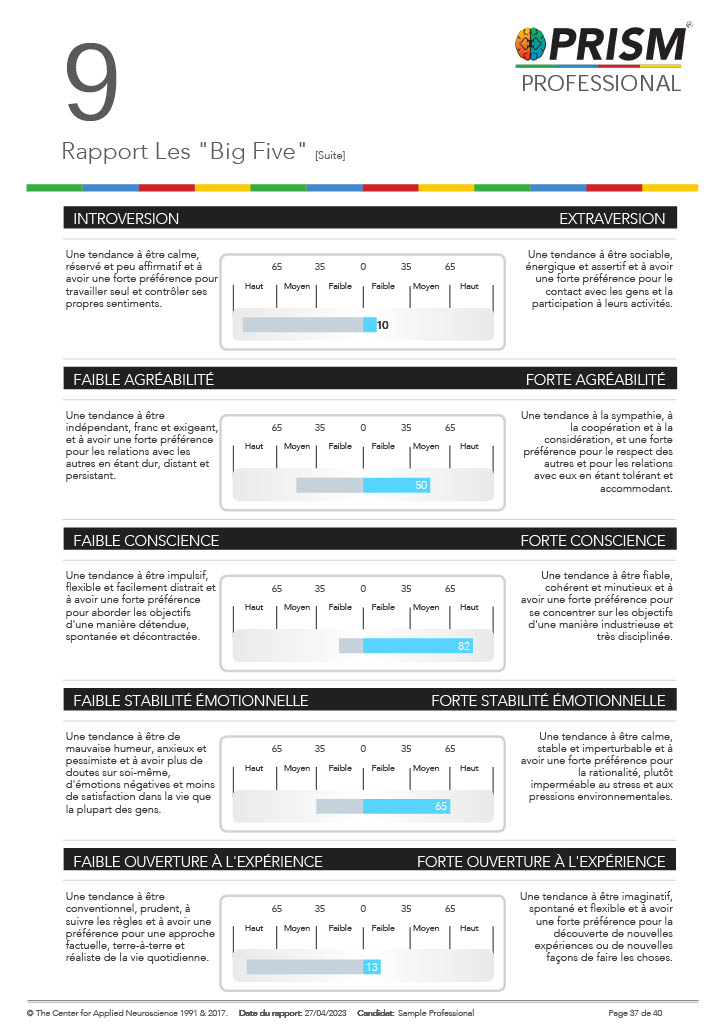 9
PRISM
PROFESSIONAL
Rapport Les "Big Five" [Suite]
INTROVERSION EXTRAVERSION
Une tendance à être calme,
réservé et peu affirmatif et à
avoir une forte préférence pour
travailler seul et contrôler ses
propres sentiments.
65 35 0 35 65
Haut Moyen Faible Faible Moyen Haut
10
Une tendance à être sociable,
énergique et assertif et à avoir
une forte préférence pour le
contact avec les gens et la
participation à leurs activités.
FAIBLE AGRÉABILITÉ FORTE AGRÉABILITÉ
Une tendance à être
indépendant, franc et exigeant,
et à avoir une forte préférence
pour les relations avec les
autres en étant dur, distant et
persistant.
65 35 0 35 65
Haut Moyen Faible Faible Moyen Haut
50
Une tendance à la sympathie, à
la coopération et à la
considération, et une forte
préférence pour le respect des
autres et pour les relations
avec eux en étant tolérant et
accommodant.
FAIBLE CONSCIENCE FORTE CONSCIENCE
Une tendance à être impulsif,
flexible et facilement distrait et
à avoir une forte préférence
pour aborder les objectifs
d'une manière détendue,
spontanée et décontractée.
65 35 0 35 65
Haut Moyen Faible Faible Moyen Haut
82
Une tendance à être fiable,
cohérent et minutieux et à
avoir une forte préférence pour
se concentrer sur les objectifs
d'une manière industrieuse et
très disciplinée.
FAIBLE STABILITÉ ÉMOTIONNELLE FORTE STABILITÉ ÉMOTIONNELLE
Une tendance à être de
mauvaise humeur, anxieux et
pessimiste et à avoir plus de
doutes sur soi-même,
d'émotions négatives et moins
de satisfaction dans la vie que
la plupart des gens.
65 35 0 35 65
Haut Moyen Faible Faible Moyen Haut
65
Une tendance à être calme,
stable et imperturbable et à
avoir une forte préférence pour
la rationalité, plutôt
imperméable au stress et aux
pressions environnementales.
FAIBLE OUVERTURE À L'EXPÉRIENCE FORTE OUVERTURE À L'EXPÉRIENCE
Une tendance à être
conventionnel, prudent, à
suivre les règles et à avoir une
préférence pour une approche
factuelle, terre-à-terre et
réaliste de la vie quotidienne.
65 35 0 35 65
Haut Moyen Faible Faible Moyen Haut
13
Une tendance à être imaginatif,
spontané et flexible et à avoir
une forte préférence pour la
découverte de nouvelles
expériences ou de nouvelles
façons de faire les choses.
© The Center for Applied Neuroscience 1991 & 2017. Date du rapport: 27/04/2023 Candidat: Sample Professional Page 37 de 40